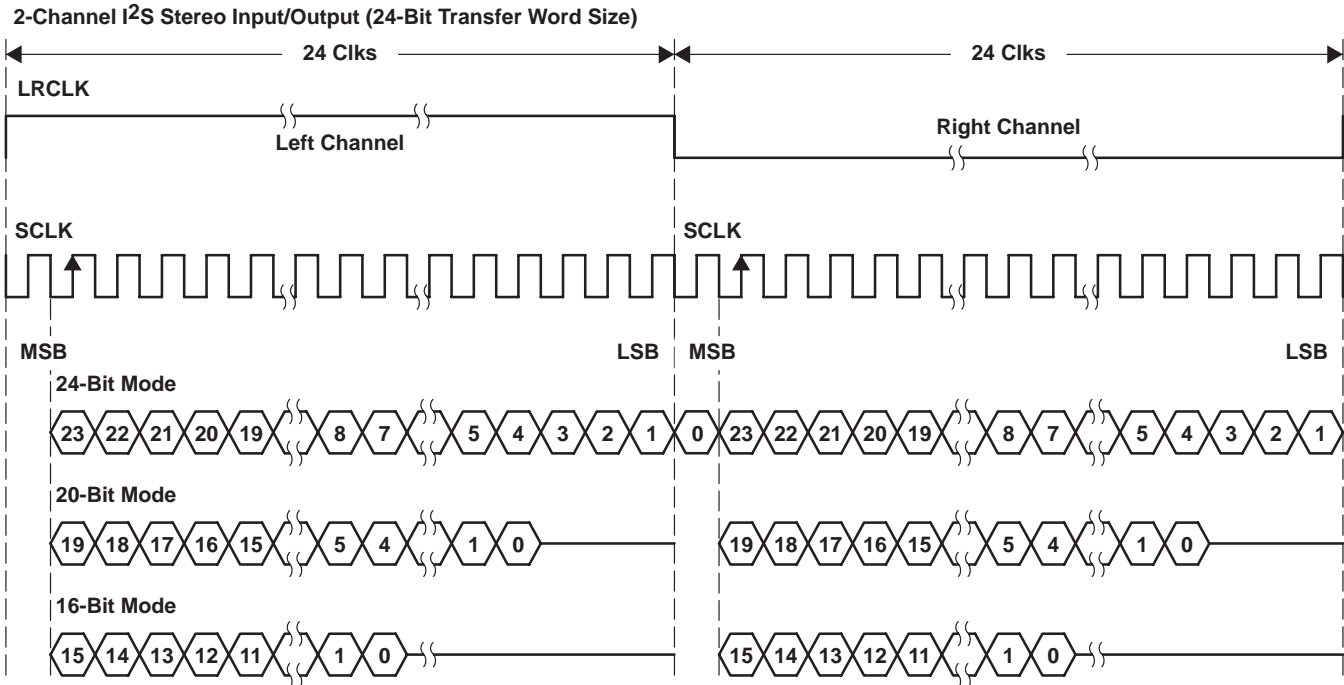 2-Channel I2S Stereo Input/Output (24-Bit Transfer Word Size)
24 Clks 24 Clks
LRCLK
Left Channel
Right Channel
SCLK SCLK
MSB LSB MSB LSB
24-Bit Mode
23 22 21 20 19 8 7 5 4 3 2 1 0 23 22 21 20 19 8 7 5 4 3 2 1
20-Bit Mode
19 18 17 16 15 5 4 1 0 19 18 17 16 15 5 4 1 0
16-Bit Mode
15 14 13 12 11 1 0 15 14 13 12 11 1 0